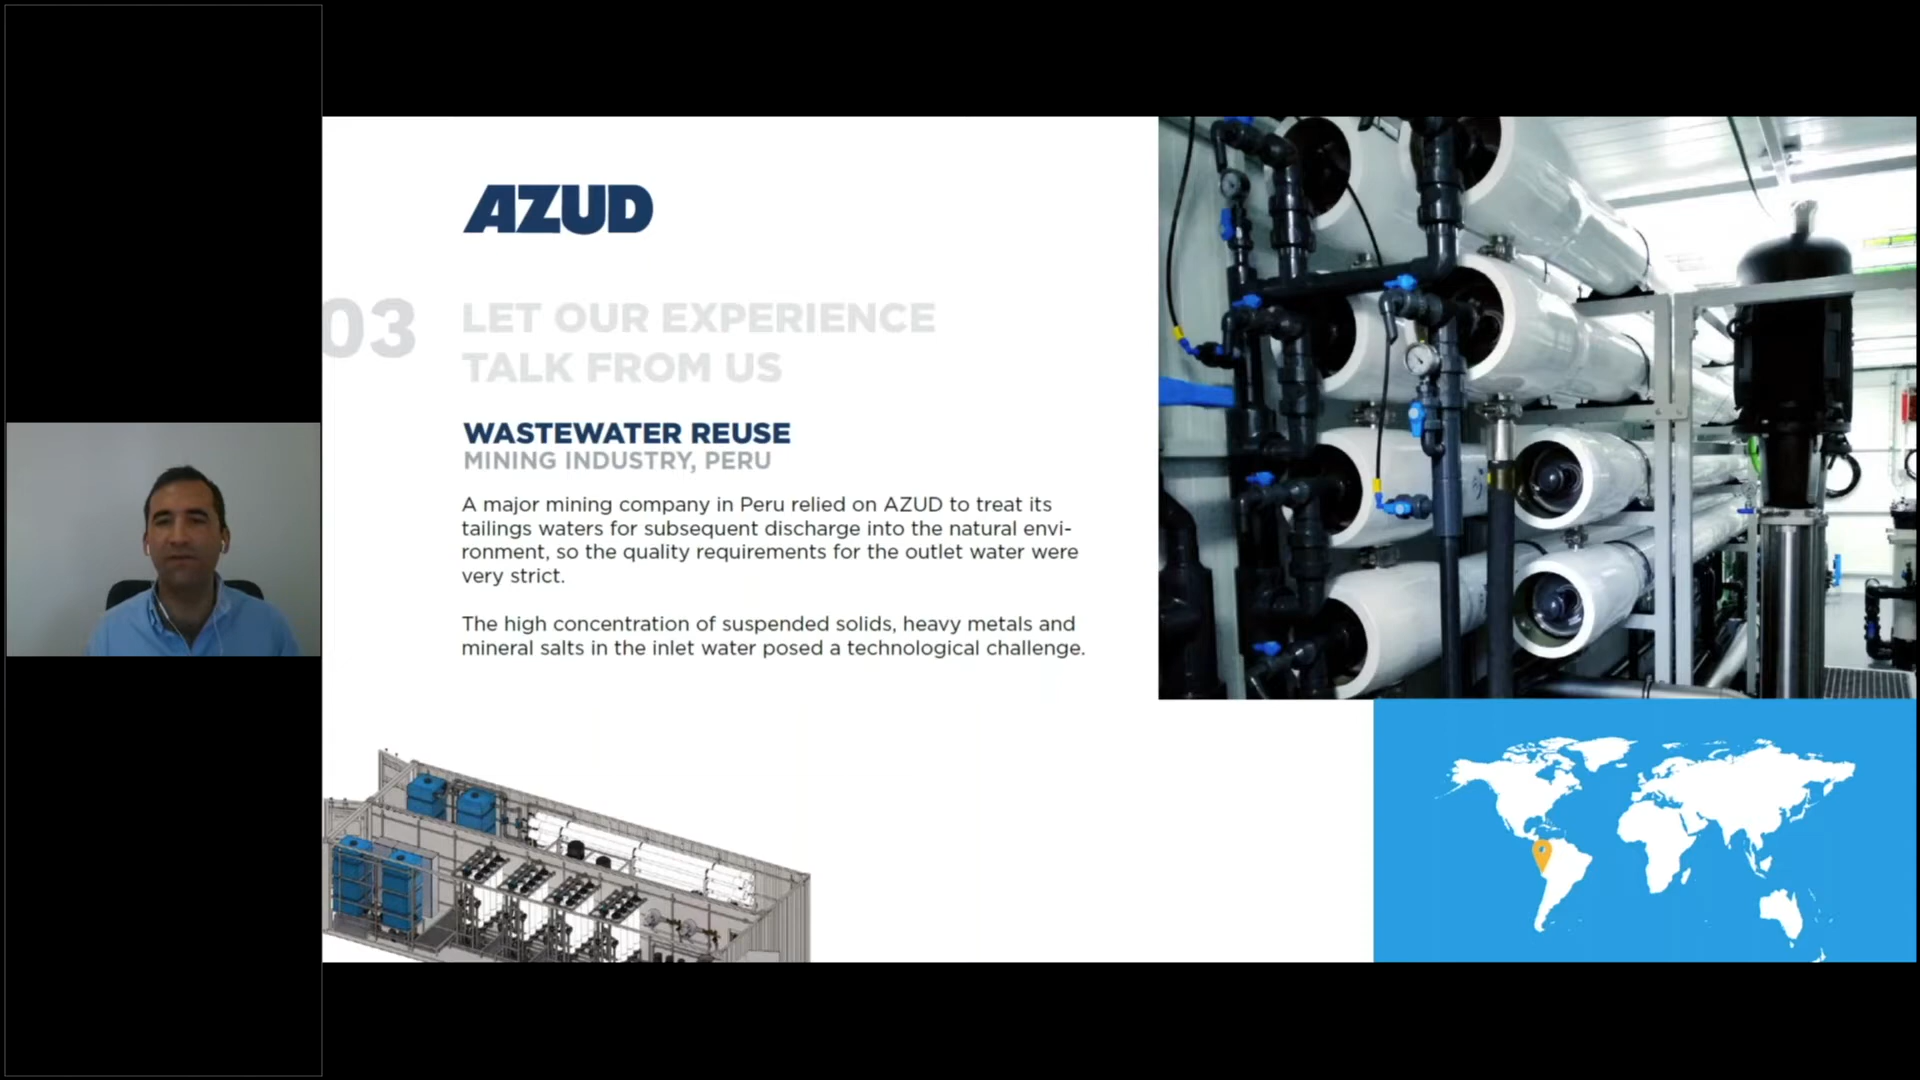 AZUD
03
LET OUR EXPERIENCE
TALK FROM US
WASTEWATER REUSE
MINING INDUSTRY, PERU
A major mining company in Peru relied on AZUD to treat its
tailings waters for subsequent discharge into the natural envi-
ronment, so the quality requirements for the outlet water were
very strict.
The high concentration of suspended solids, heavy metals and
mineral salts in the inlet water posed a technological challenge.